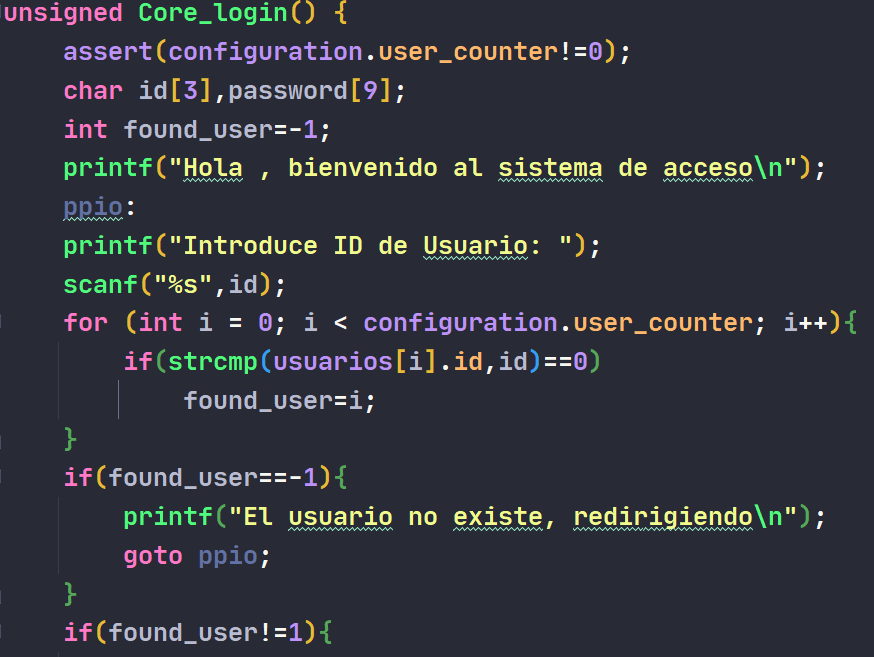 unsigned Core_login() {
assert(configuration.user_counter!=0);
char id[3],password[9];
int found_user=-1;
printf("Hola , bienvenido al sistema de acceso\n");
ppio:
printf("Introduce ID de Usuario: ");
scanf("%s",id);
for (int i = 0; i < configuration.user_counter; i++){
if(strcmp(usuarios[i].id,id)==0)
found_user=i;
}
if(found_user==-1){
printf("El usuario no existe, redirigiendo\n");
goto ppio;
}
if(found_user!=1){